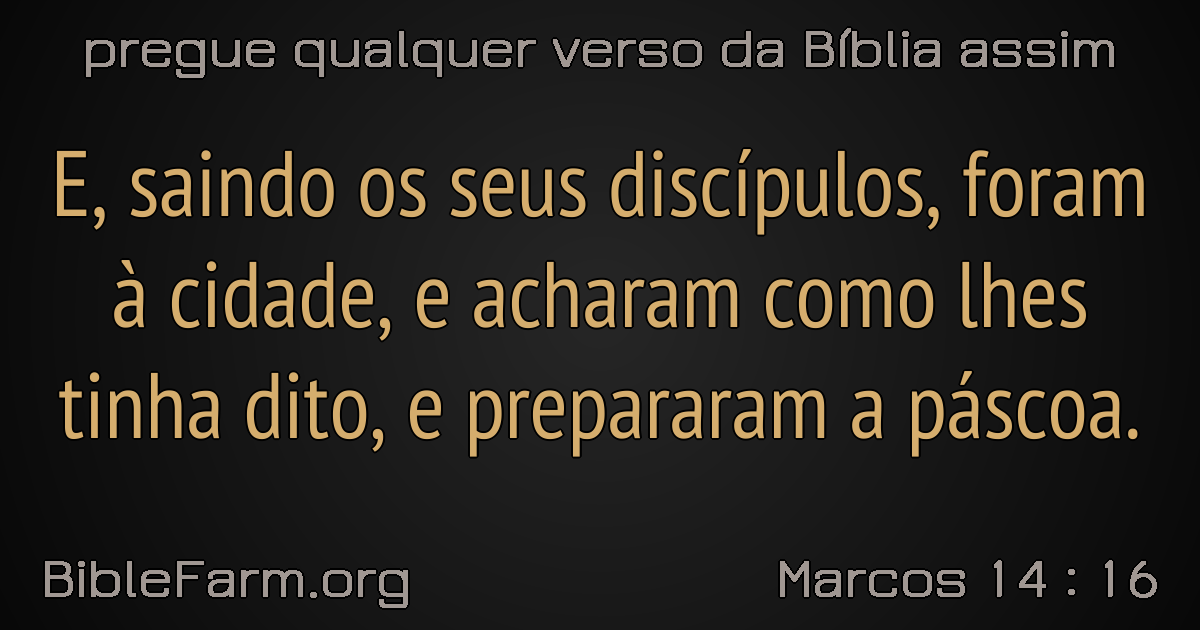 pregue qualquer verso da Bíblia assim
E, saindo os seus discípulos, foram
à cidade, e acharam como lhes
tinha dito, e prepararam a páscoa.
BibleFarm.org
Marcos 14 : 16